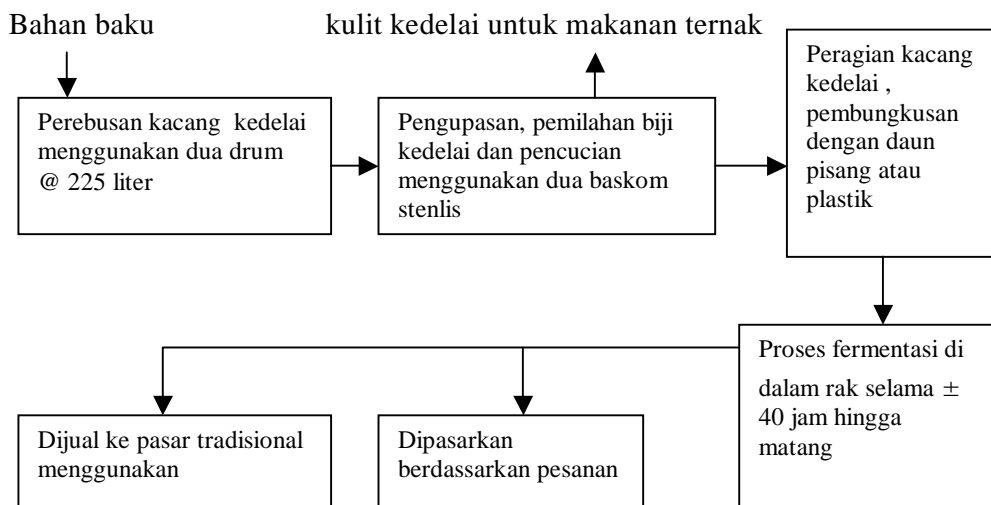 Bahan baku
kulit kedelai untuk makanan ternak
Perebusan kacang kedelai
menggunakan dua drum
@ 225 liter
Pengupasan, pemilahan biji
kedelai dan pencucian
menggunakan dua baskom
stenlis
Peragian kacang
kedelai ,
pembungkusan
dengan daun
pisang atau
plastik
Proses fermentasi di
dalam rak selama ±
40 jam hingga
matang
Dipasarkan
berdassarkan pesanan
Dijual ke pasar tradisional
menggunakan